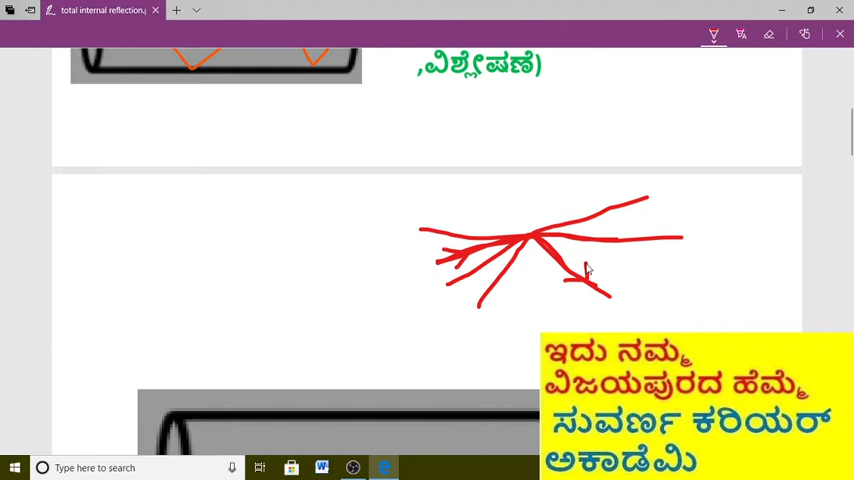 total internal reflection.p
,ವಿಶ್ಲೇಷಣೆ)
ಇದು ನಮ್ಮ
ವಿಜಯಪುರದ ಹೆಮ್ಮೆ
ಸುವರ್ಣ ಕರಿಯರ್
ಅಕಾಡೆಮಿ
Type here to search